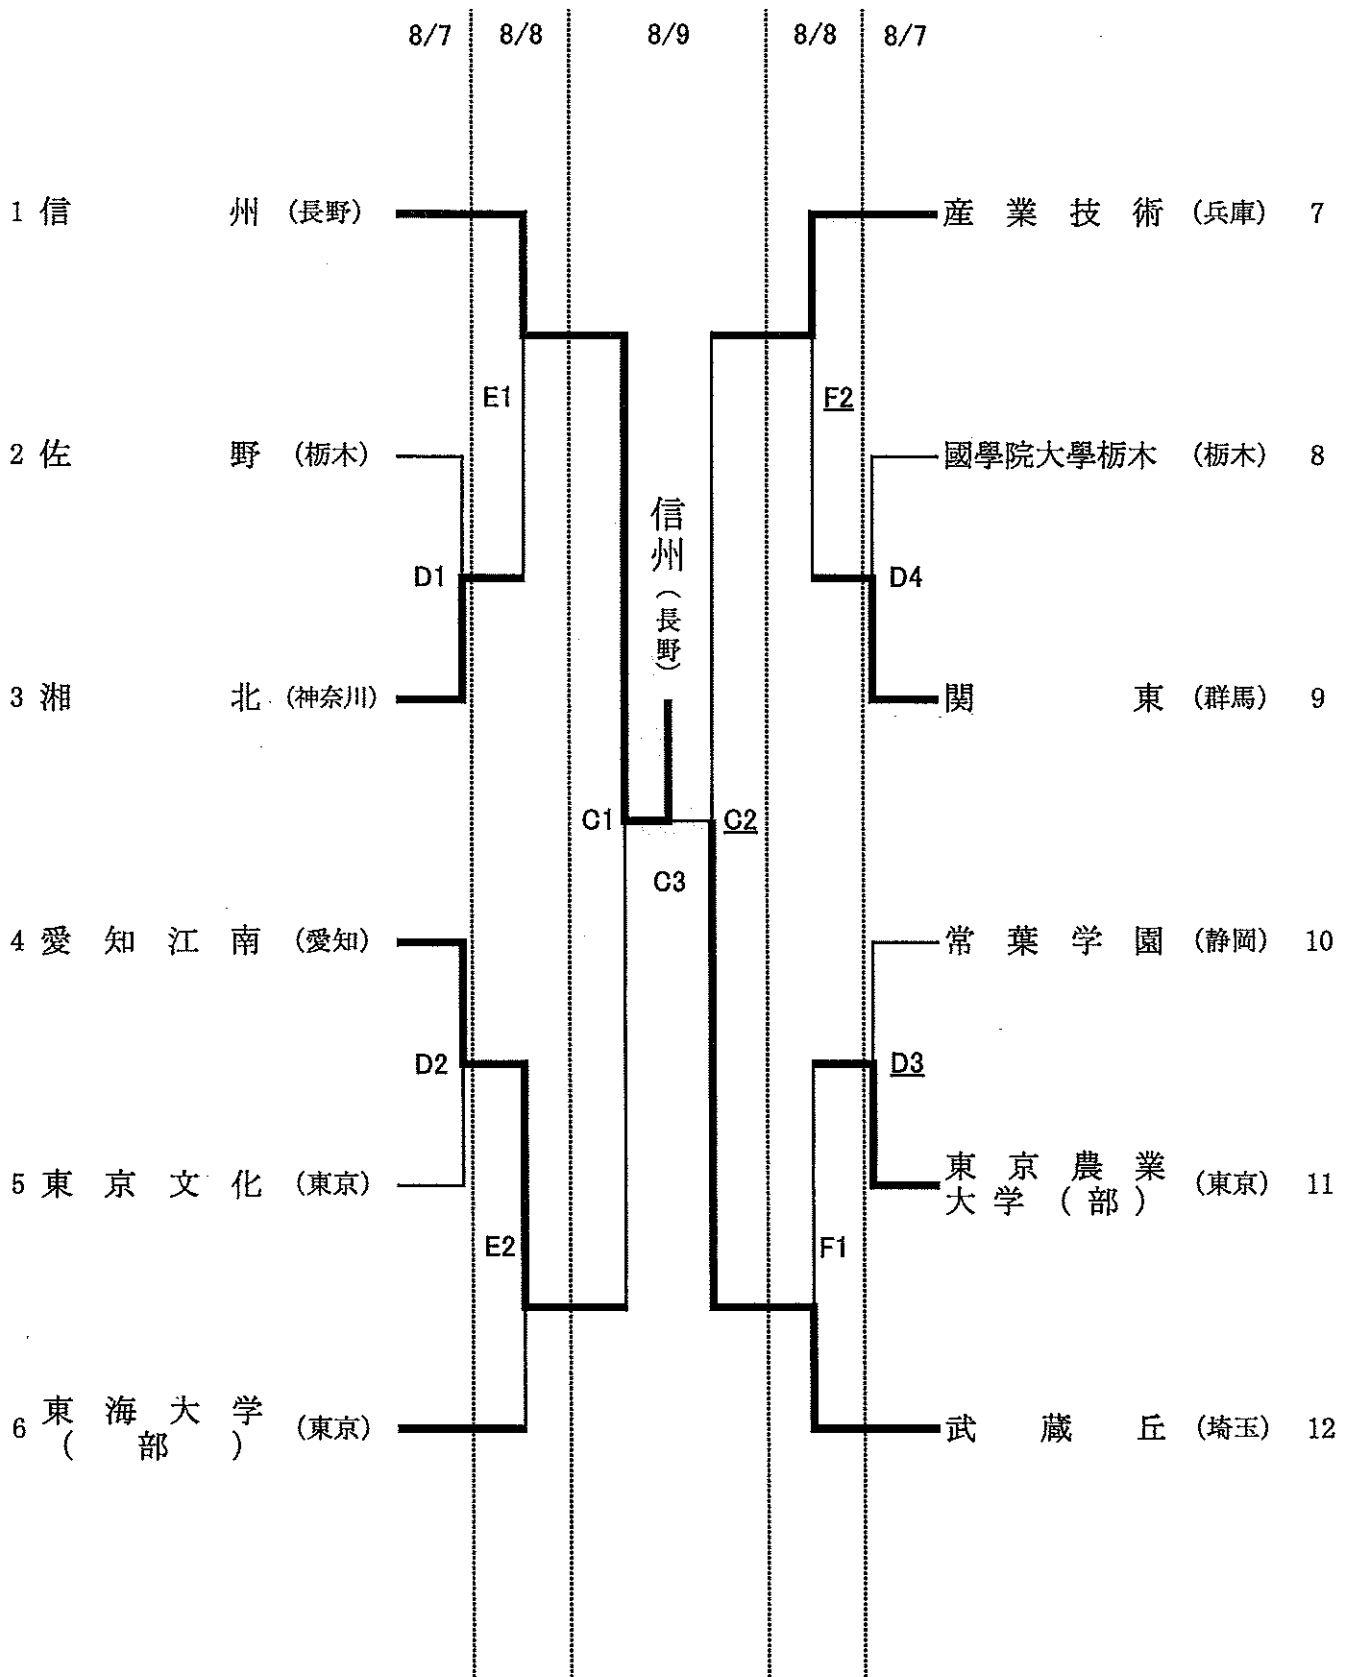 8/7 8/8 8/9 8/8 8/7
1 信州 (長野)
産業技術 (兵庫) 7
E1
F2
2 佐野 (栃木)
國學院大學栃木 (栃木) 8
信州(長野)
D1
D4
3 湘北 (神奈川)
関東 (群馬) 9
C1
C2
C3
4 愛知江南 (愛知)
常葉学園 (静岡) 10
D2
D3
5 東京文化 (東京)
東京農業
大学(部) (東京) 11
E2
F1
6 東海大学
(部) (東京)
武蔵丘 (埼玉) 12